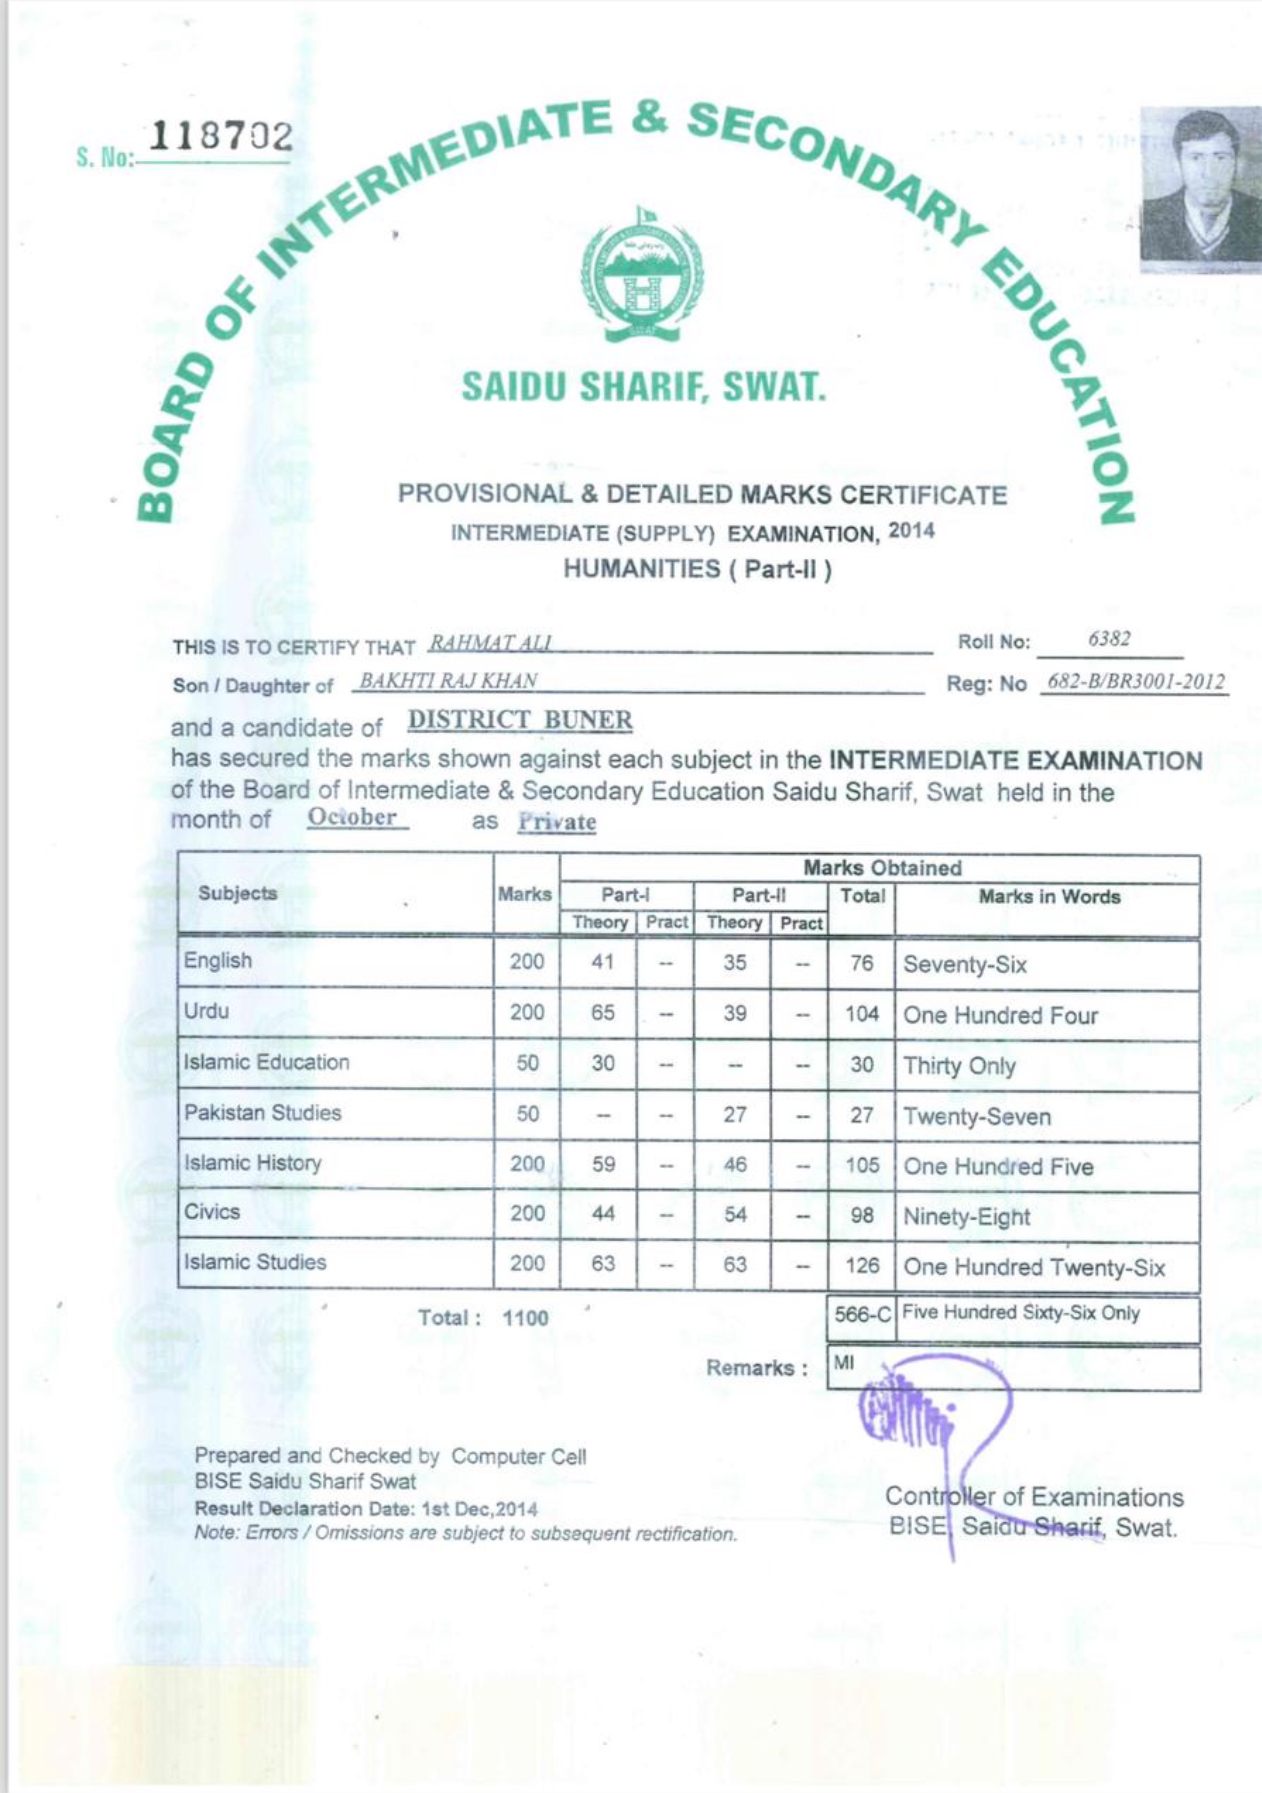 S. No: 118702
BOARD OF INTERMEDIATE & SECONDARY EDUCATION
SWAT
SAIDU SHARIF, SWAT.
PROVISIONAL & DETAILED MARKS CERTIFICATE
INTERMEDIATE (SUPPLY) EXAMINATION, 2014
HUMANITIES ( Part-II )
THIS IS TO CERTIFY THAT RAHMAT ALI Roll No: 6382
Son / Daughter of BAKHTI RAJ KHAN Reg: No 682-B/BR3001-2012
and a candidate of DISTRICT BUNER
has secured the marks shown against each subject in the INTERMEDIATE EXAMINATION
of the Board of Intermediate & Secondary Education Saidu Sharif, Swat held in the
month of October as Private
Marks Obtained
Subjects Marks Part-I Part-II Total Marks in Words
Theory Pract Theory Pract
English 200 41 -- 35 -- 76 Seventy-Six
Urdu 200 65 -- 39 -- 104 One Hundred Four
Islamic Education 50 30 -- -- -- 30 Thirty Only
Pakistan Studies 50 -- -- 27 -- 27 Twenty-Seven
Islamic History 200 59 -- 46 -- 105 One Hundred Five
Civics 200 44 -- 54 -- 98 Ninety-Eight
Islamic Studies 200 63 -- 63 -- 126 One Hundred Twenty-Six
Total : 1100 566-C Five Hundred Sixty-Six Only
Remarks : MI
Prepared and Checked by Computer Cell
BISE Saidu Sharif Swat
Result Declaration Date: 1st Dec,2014
Note: Errors / Omissions are subject to subsequent rectification.
Controller of Examinations
BISE, Saidu Sharif, Swat.